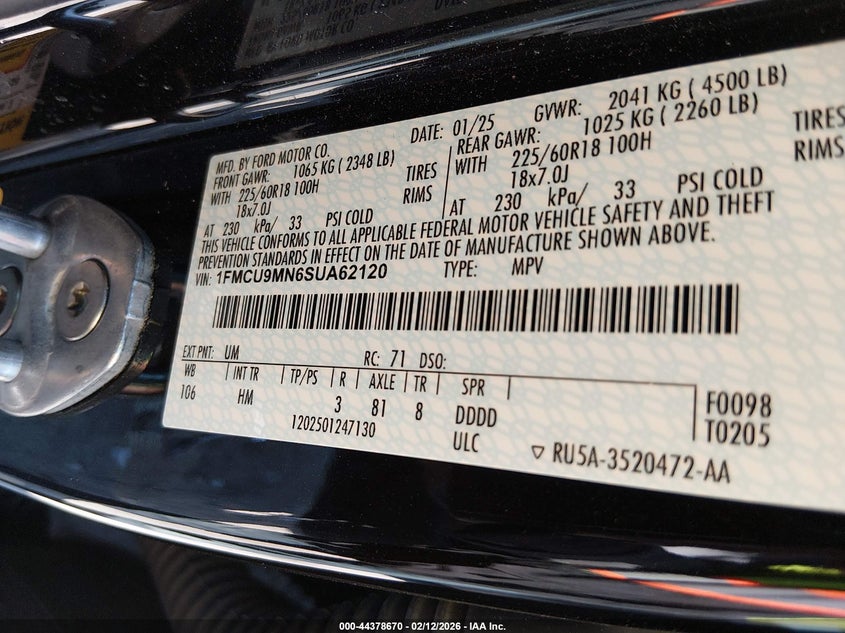 MFD. BY FORD MOTOR CO.
DATE: 01/25 GVWR: 2041 KG ( 4500 LB)
FRONT GAWR: 1065 KG ( 2348 LB) REAR GAWR: 1025 KG ( 2260 LB)
WITH 225/60R18 100H TIRES WITH 225/60R18 100H TIRES
18x7.0J RIMS 18x7.0J RIMS
AT 230 kPa/ 33 PSI COLD AT 230 kPa/ 33 PSI COLD
THIS VEHICLE CONFORMS TO ALL APPLICABLE FEDERAL MOTOR VEHICLE SAFETY AND THEFT
PREVENTION STANDARDS IN EFFECT ON THE DATE OF MANUFACTURE SHOWN ABOVE.
VIN: 1FMCU9MN6SUA62120 TYPE: MPV
EXT PNT: UM RC: 71 DSO:
WB INT TR TP/PS R AXLE TR SPR
106 HM 3 81 8 DDDD
F0098
T0205
1202501247130 ULC
▽ RU5A-3520472-AA
000-44378670 - 02/12/2026 - IAA Inc.